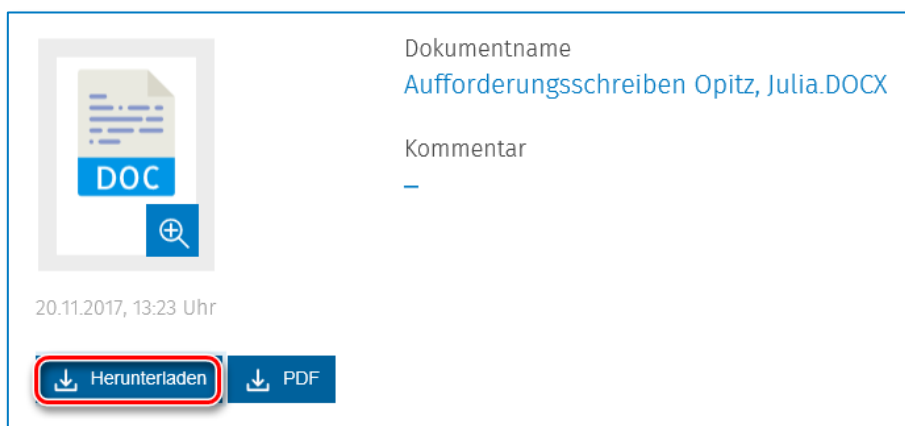 Dokumentname
Aufforderungsschreiben Opitz, Julia.DOCX
Kommentar
–
DOC
20.11.2017, 13:23 Uhr
Herunterladen
PDF